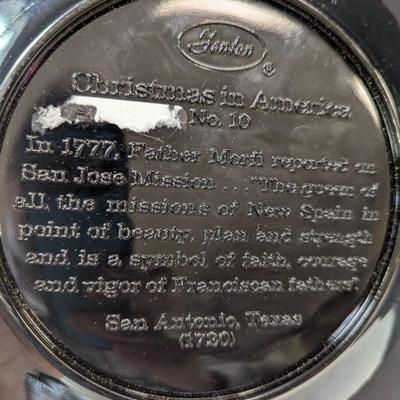 Fenton
®
Christmas in America
No. 10
In 1777, Father Morfi reported on
San Jose Mission ... "The queen of
all the missions of New Spain in
point of beauty, plan and strength
and is a symbol of faith, courage
and vigor of Franciscan fathers".
San Antonio, Texas
(1720)